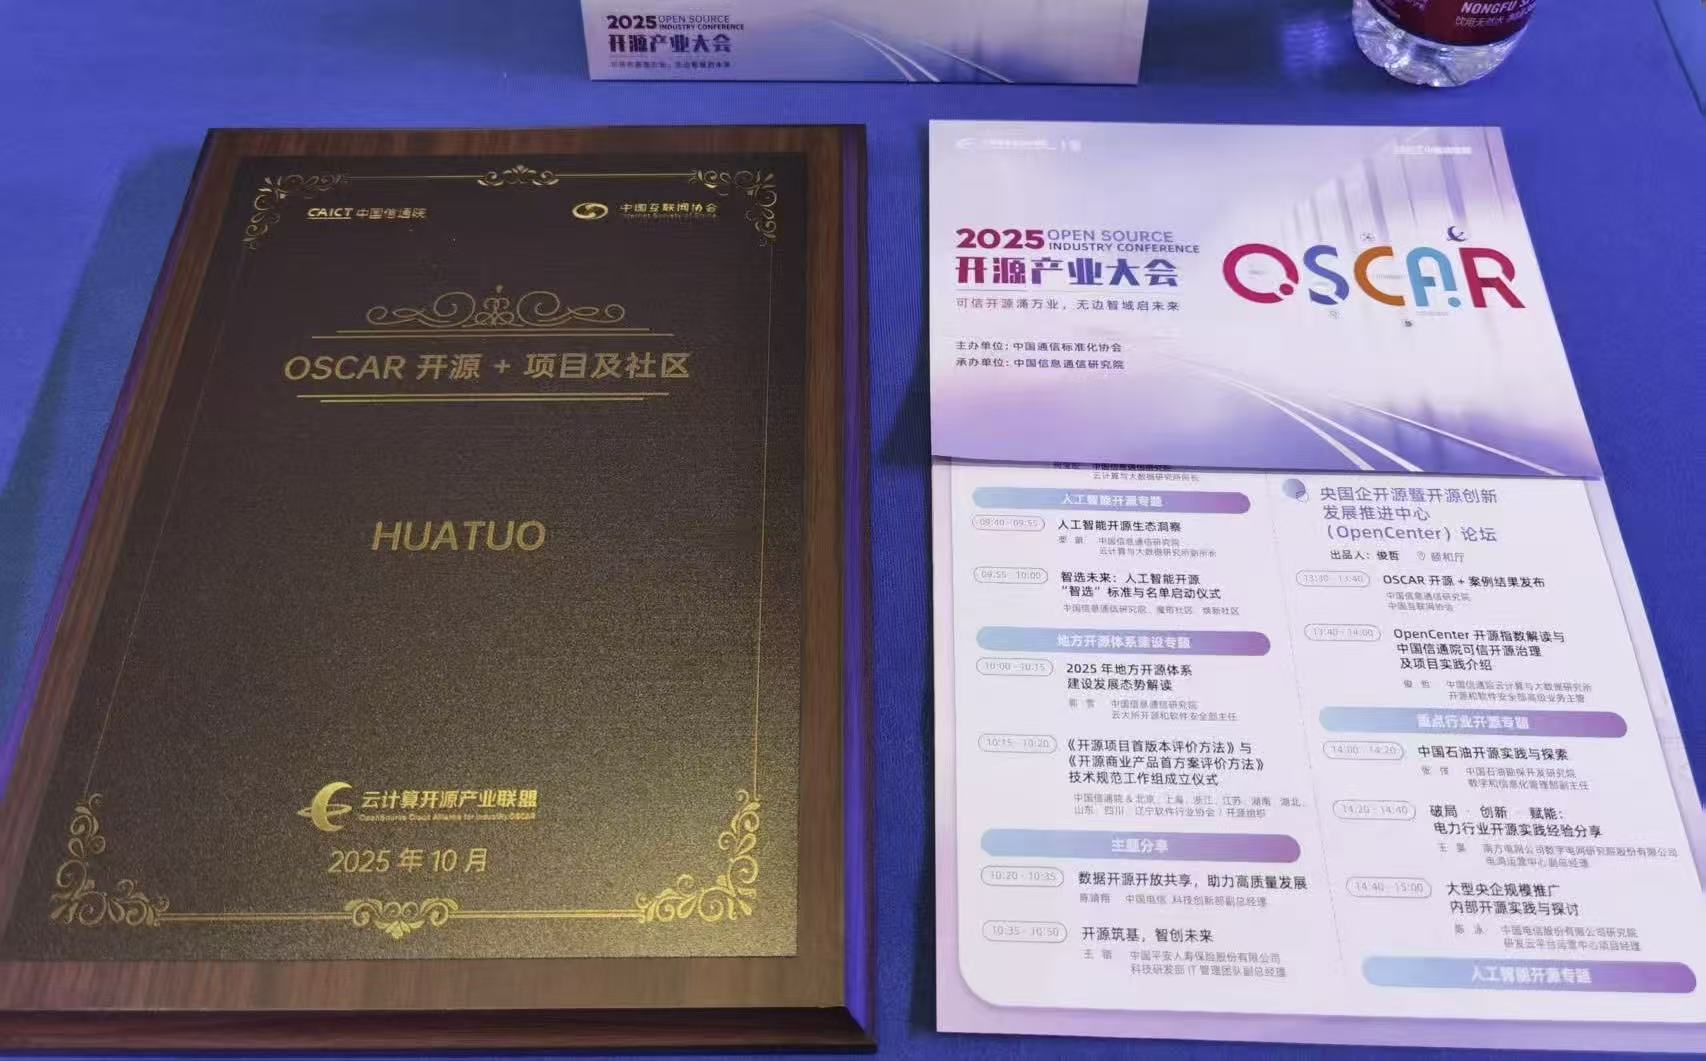 2025 OPEN SOURCE
INDUSTRY CONFERENCE
开源产业大会
NONGFU
饮用天然水
CAICT 中国信通院
中国互联网协会
Internet Society of China
OSCAR 开源 + 项目及社区
HUATUO
云计算开源产业联盟
OpenSource Cloud Alliance for Industry, OSCAR
2025 年 10 月
2025 OPEN SOURCE
INDUSTRY CONFERENCE
开源产业大会
可信开源涌万业，无边智域启未来
OSCAR
主办单位：中国通信标准化协会
承办单位：中国信息通信研究院
中国信息通信研究院
云计算与大数据研究所所长
人工智能开源专题
09:40 - 09:55 人工智能开源生态洞察
中国信息通信研究院
云计算与大数据研究所副所长
09:55 - 10:00 智选未来：人工智能开源
“智选”标准与名单启动仪式
中国信息通信研究院、魔搭社区、焕新社区
地方开源体系建设专题
10:00 - 10:15 2025 年地方开源体系
建设发展态势解读
郭 雪 中国信息通信研究院
云大所开源和软件安全部主任
10:15 - 10:20 《开源项目首版本评价方法》与
《开源商业产品首方案评价方法》
技术规范工作组成立仪式
中国信通院 & 北京、上海、浙江、江苏、湖南、湖北、
山东、四川、辽宁软件行业协会 / 开源组织
主题分享
10:20 - 10:35 数据开源开放共享，助力高质量发展
陈靖翔 中国电信 科技创新部副总经理
10:35 - 10:50 开源筑基，智创未来
王 中国平安人寿保险股份有限公司
科技研发部 IT 管理团队副总经理
央国企开源暨开源创新
发展推进中心
（OpenCenter）论坛
出品人：俊哲 颐和厅
13:30 - 13:40 OSCAR 开源 + 案例结果发布
中国信息通信研究院
中国互联网协会
13:40 - 14:00 OpenCenter 开源指数解读与
中国信通院可信开源治理
及项目实践介绍
俊 哲 中国信通院云计算与大数据研究所
开源和软件安全部高级业务主管
重点行业开源专题
14:00 - 14:20 中国石油开源实践与探索
张 中国石油勘探开发研究院
数字和信息化管理部副主任
14:20 - 14:40 破局 · 创新 · 赋能：
电力行业开源实践经验分享
王 南方电网公司数字电网研究院股份有限公司
电鸿运营中心副总经理
14:40 - 15:00 大型央企规模推广
内部开源实践与探讨
陈 泳 中国电信股份有限公司研究院
研发云平台运营中心项目经理
人工智能开源专题